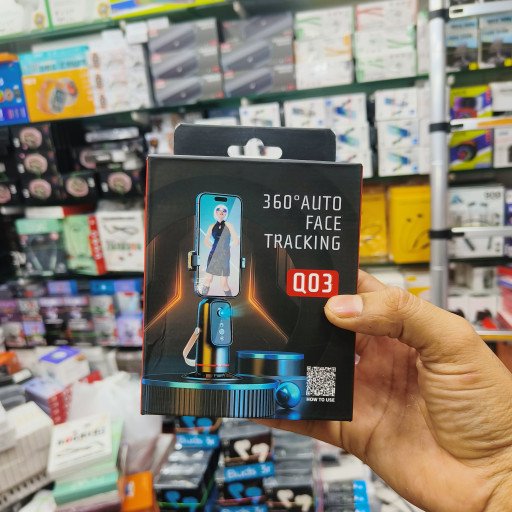 360°AUTO
FACE
TRACKING
Q03
HOW TO USE